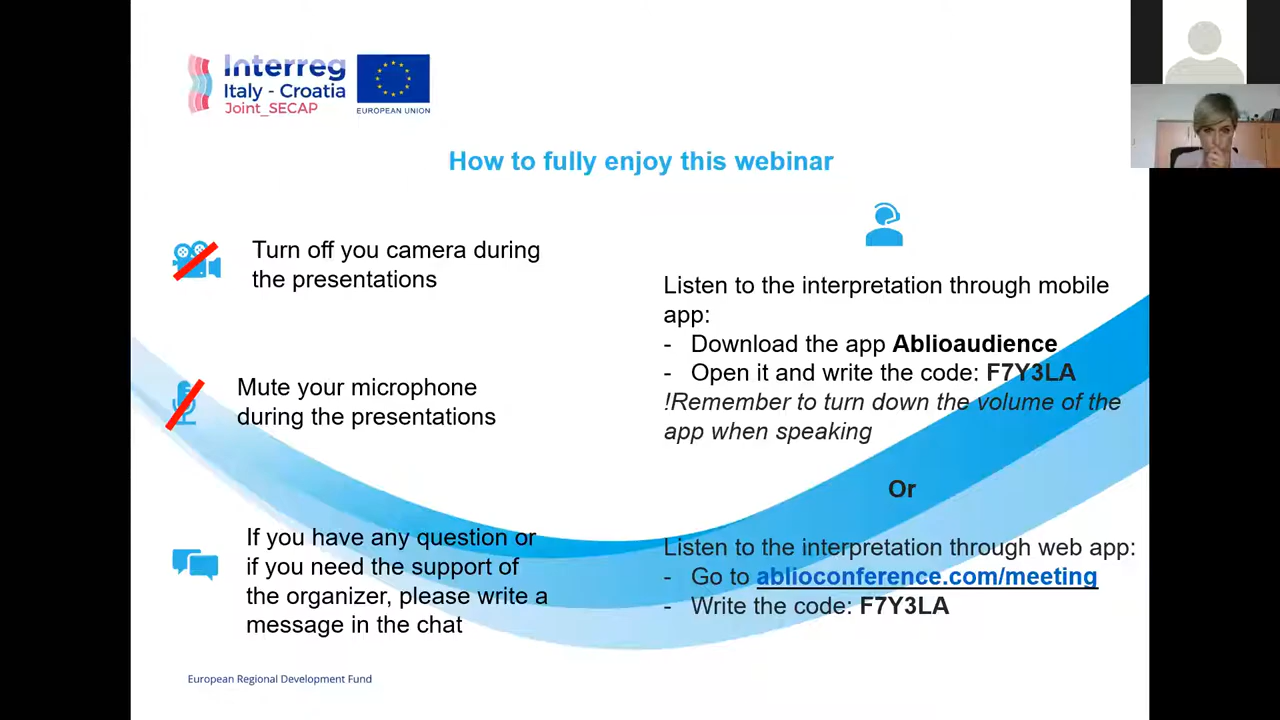 Interreg
Italy - Croatia
Joint_SECAP
EUROPEAN UNION
How to fully enjoy this webinar
Turn off you camera during
the presentations
Mute your microphone
during the presentations
If you have any question or
if you need the support of
the organizer, please write a
message in the chat
Listen to the interpretation through mobile
app:
- Download the app Ablioaudience
- Open it and write the code: F7Y3LA
!Remember to turn down the volume of the
app when speaking
Or
Listen to the interpretation through web app:
- Go to ablioconference.com/meeting
- Write the code: F7Y3LA
European Regional Development Fund